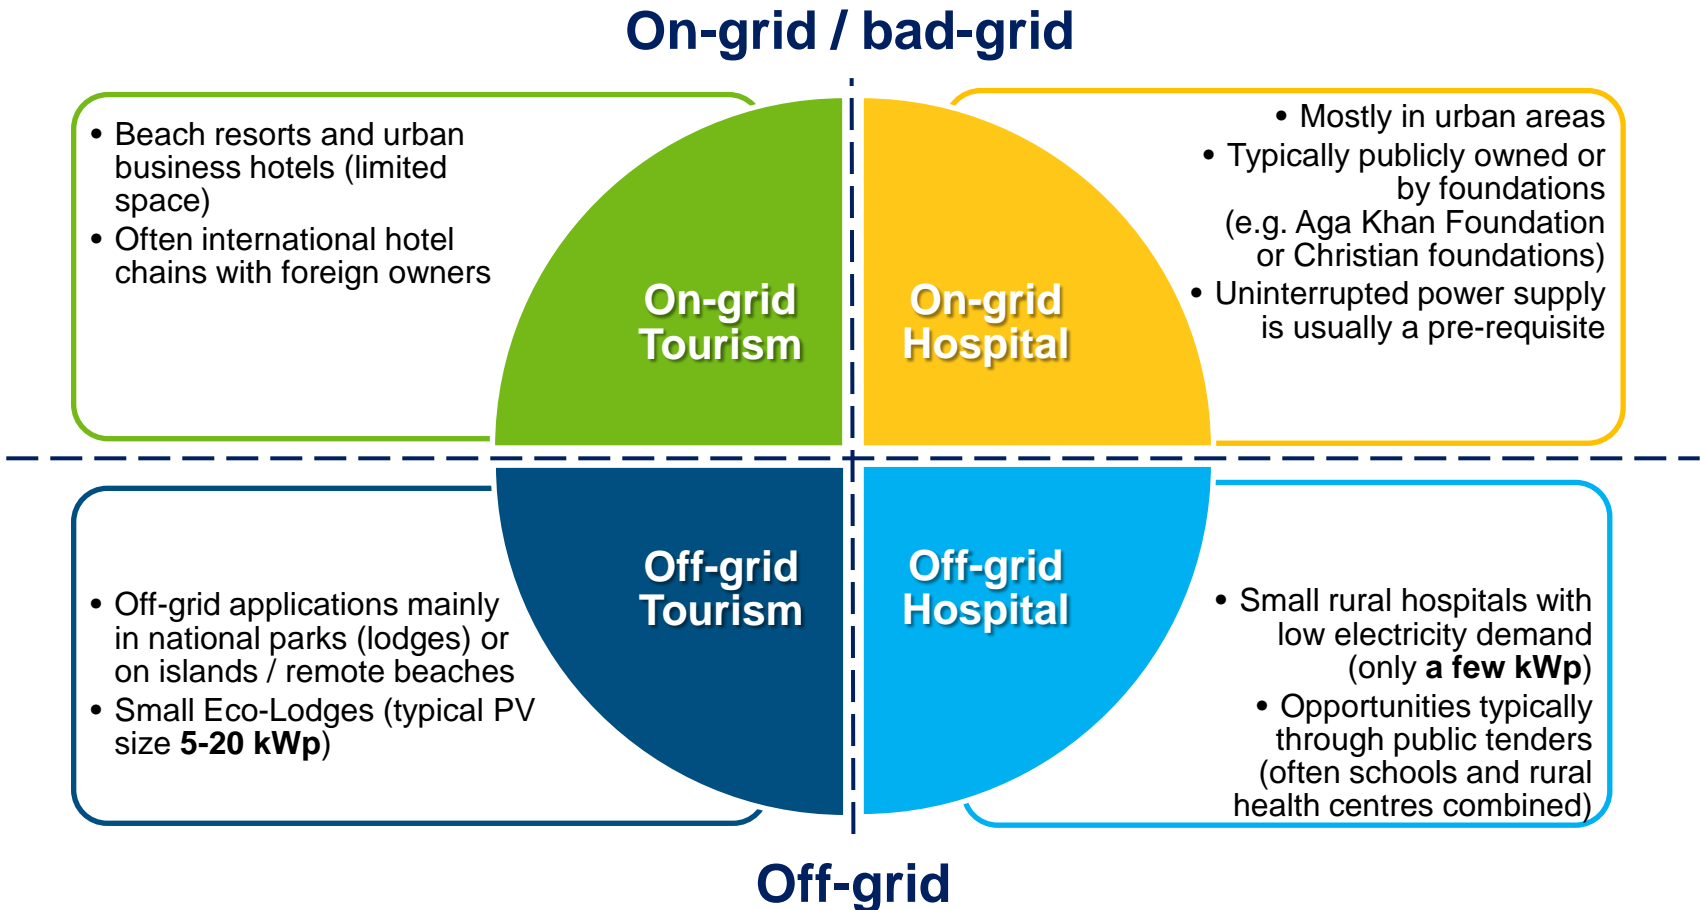 On-grid / bad-grid
• Beach resorts and urban
business hotels (limited
space)
• Often international hotel
chains with foreign owners
On-grid
Tourism
On-grid
Hospital
• Mostly in urban areas
• Typically publicly owned or
by foundations
(e.g. Aga Khan Foundation
or Christian foundations)
• Uninterrupted power supply
is usually a pre-requisite
• Off-grid applications mainly
in national parks (lodges) or
on islands / remote beaches
• Small Eco-Lodges (typical PV
size 5-20 kWp)
Off-grid
Tourism
Off-grid
Hospital
• Small rural hospitals with
low electricity demand
(only a few kWp)
• Opportunities typically
through public tenders
(often schools and rural
health centres combined)
Off-grid